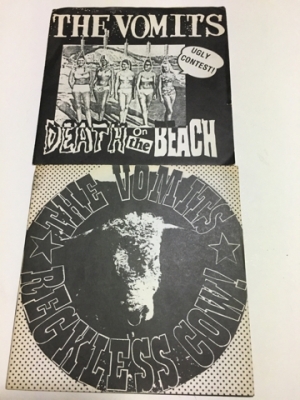 THE VOMITS
UGLY
CONTEST!
DEATH on the BEACH
THE VOMITS
RECKLESS COW!